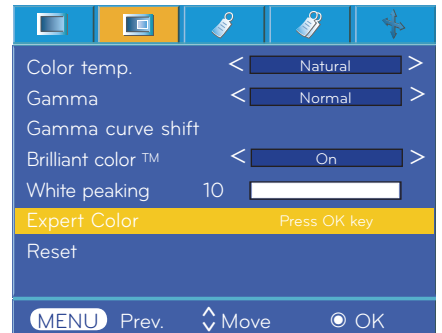 Color temp. < Natural >
Gamma < Normal >
Gamma curve shift
Brilliant color ™ < On >
White peaking 10
Expert Color Press OK key
Reset
MENU Prev. Move OK